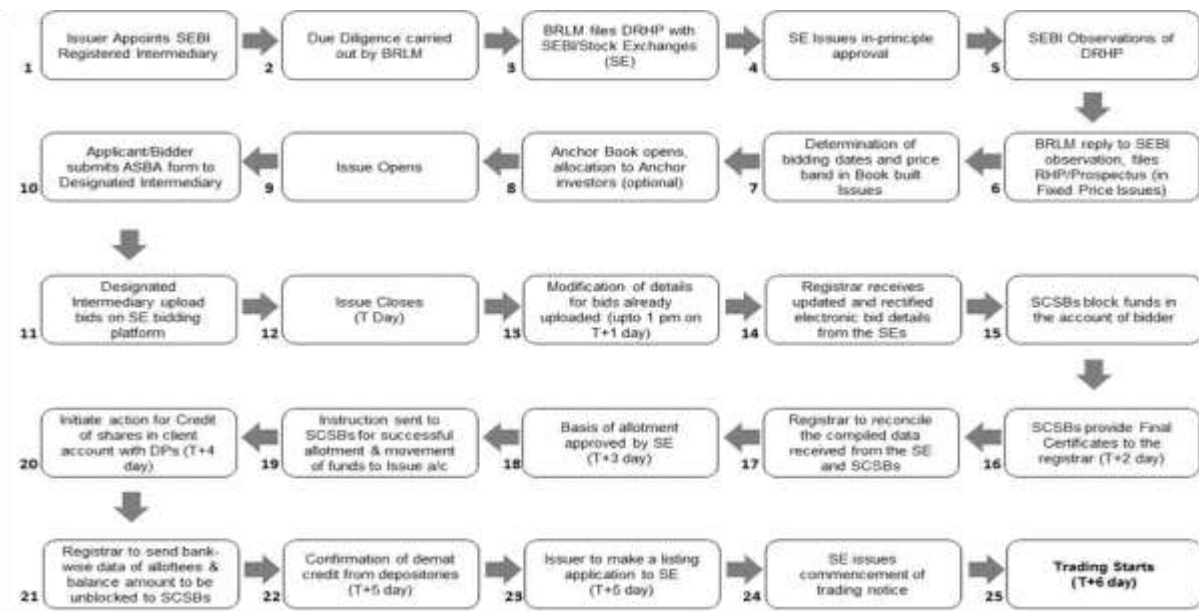 Issuer Appoints SEBI
Registered Intermediary
1
Due Diligence carried
out by BRLM
2
BRLM files DRHP with
SEBI/Stock Exchanges
(SE)
3
SE Issues in-principle
approval
4
SEBI Observations of
DRHP
5
BRLM reply to SEBI
observation, files
RHP/Prospectus (in
Fixed Price Issues)
6
Determination of
bidding dates and price
band in Book built
Issues
7
Anchor Book opens,
allocation to Anchor
investors (optional)
8
Issue Opens
9
Applicant/Bidder
submits ASBA form to
Designated Intermediary
10
Designated
Intermediary upload
bids on SE bidding
platform
11
Issue Closes
(T Day)
12
Modification of details
for bids already
uploaded (upto 1 pm on
T+1 day)
13
Registrar receives
updated and rectified
electronic bid details
from the SEs
14
SCSBs block funds in
the account of bidder
15
SCSBs provide Final
Certificates to the
registrar (T+2 day)
16
Registrar to reconcile
the compiled data
received from the SE
and SCSBs
17
Basis of allotment
approved by SE
(T+3 day)
18
Instruction sent to
SCSBs for successful
allotment & movement
of funds to Issue a/c
19
Initiate action for Credit
of shares in client
account with DPs (T+4
day)
20
Registrar to send bank-
wise data of allottees &
balance amount to be
unblocked to SCSBs
21
Confirmation of demat
credit from depositories
(T+5 day)
22
Issuer to make a listing
application to SE
(T+5 day)
23
SE issues
commencement of
trading notice
24
Trading Starts
(T+6 day)
25